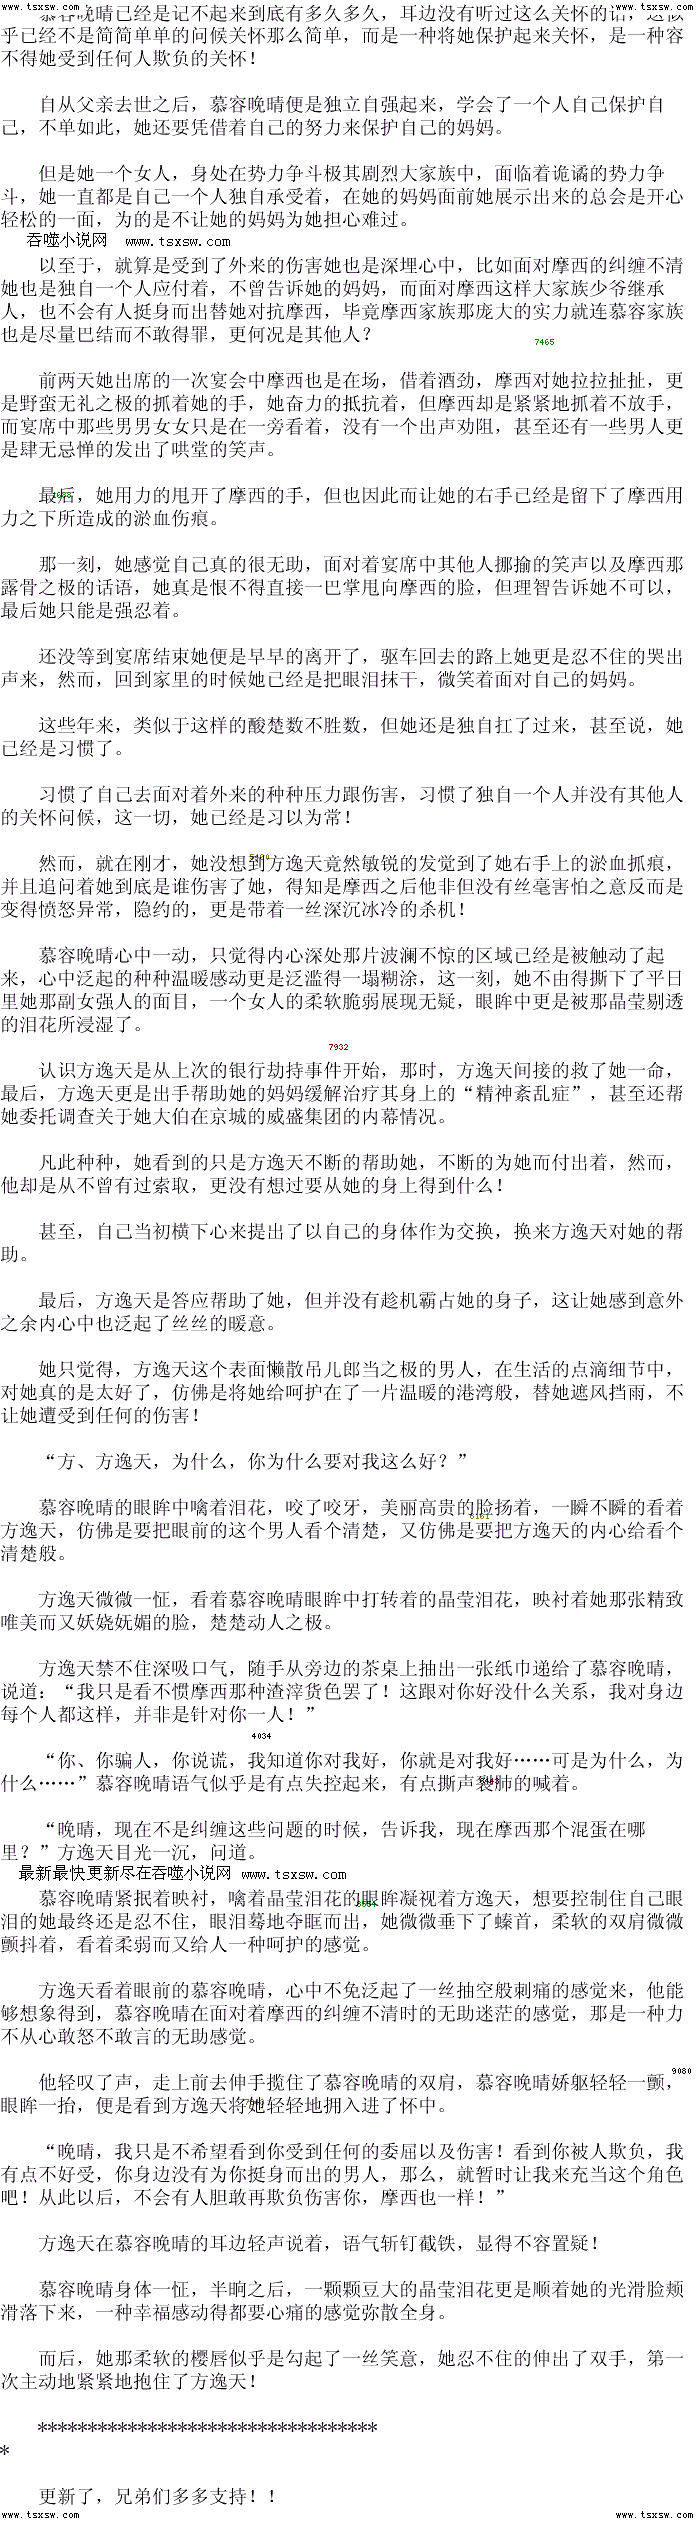 www.tsxsw.com www.tsxsw.com
慕容晚晴已经是记不起来到底有多久多久，耳边没有听过这么关怀的话，这似
乎已经不是简简单单的问候关怀那么简单，而是一种将她保护起来关怀，是一种容
不得她受到任何人欺负的关怀！
自从父亲去世之后，慕容晚晴便是独立自强起来，学会了一个人自己保护自
己，不单如此，她还要凭借着自己的努力来保护自己的妈妈。
但是她一个女人，身处在势力争斗极其剧烈大家族中，面临着诡谲的势力争
斗，她一直都是自己一个人独自承受着，在她的妈妈面前她展示出来的总会是开心
轻松的一面，为的是不让她的妈妈为她担心难过。
吞噬小说网 www.tsxsw.com
以至于，就算是受到了外来的伤害她也是深埋心中，比如面对摩西的纠缠不清
她也是独自一个人应付着，不曾告诉她的妈妈，而面对摩西这样大家族少爷继承
人，也不会有人挺身而出替她对抗摩西，毕竟摩西家族那庞大的实力就连慕容家族
也是尽量巴结而不敢得罪，更何况是其他人？
7465
前两天她出席的一次宴会中摩西也是在场，借着酒劲，摩西对她拉拉扯扯，更
是野蛮无礼之极的抓着她的手，她奋力的抵抗着，但摩西却是紧紧地抓着不放手，
而宴席中那些男男女女只是在一旁看着，没有一个出声劝阻，甚至还有一些男人更
是肆无忌惮的发出了哄堂的笑声。
最后，她用力的甩开了摩西的手，但也因此而让她的右手已经是留下了摩西用
力之下所造成的淤血伤痕。
那一刻，她感觉自己真的很无助，面对着宴席中其他人揶揄的笑声以及摩西那
露骨之极的话语，她真是恨不得直接一巴掌甩向摩西的脸，但理智告诉她不可以，
最后她只能是强忍着。
还没等到宴席结束她便是早早的离开了，驱车回去的路上她更是忍不住的哭出
声来，然而，回到家里的时候她已经是把眼泪抹干，微笑着面对自己的妈妈。
这些年来，类似于这样的酸楚数不胜数，但她还是独自扛了过来，甚至说，她
已经是习惯了。
习惯了自己去面对着外来的种种压力跟伤害，习惯了独自一个人并没有其他人
的关怀问候，这一切，她已经是习以为常！
然而，就在刚才，她没想到方逸天竟然敏锐的发觉到了她右手上的淤血抓痕，
并且追问着她到底是谁伤害了她，得知是摩西之后他非但没有丝毫害怕之意反而是
变得愤怒异常，隐约的，更是带着一丝深沉冰冷的杀机！
慕容晚晴心中一动，只觉得内心深处那片波澜不惊的区域已经是被触动了起
来，心中泛起的种种温暖感动更是泛滥得一塌糊涂，这一刻，她不由得撕下了平日
里她那副女强人的面目，一个女人的柔软脆弱展现无疑，眼眸中更是被那晶莹剔透
的泪花所浸湿了。
7932
认识方逸天是从上次的银行劫持事件开始，那时，方逸天间接的救了她一命，
最后，方逸天更是出手帮助她的妈妈缓解治疗其身上的“精神紊乱症”，甚至还帮
她委托调查关于她大伯在京城的威盛集团的内幕情况。
凡此种种，她看到的只是方逸天不断的帮助她，不断的为她而付出着，然而，
他却是从不曾有过索取，更没有想过要从她的身上得到什么！
甚至，自己当初横下心来提出了以自己的身体作为交换，换来方逸天对她的帮
助。
最后，方逸天是答应帮助了她，但并没有趁机霸占她的身子，这让她感到意外
之余内心中也泛起了丝丝的暖意。
她只觉得，方逸天这个表面懒散吊儿郎当之极的男人，在生活的点滴细节中，
对她真的是太好了，仿佛是将她给呵护在了一片温暖的港湾般，替她遮风挡雨，不
让她遭受到任何的伤害！
“方、方逸天，为什么，你为什么要对我这么好？”
慕容晚晴的眼眸中噙着泪花，咬了咬牙，美丽高贵的脸扬着，一瞬不瞬的看着
方逸天，仿佛是要把眼前的这个男人看个清楚，又仿佛是要把方逸天的内心给看个
清楚般。
方逸天微微一怔，看着慕容晚晴眼眸中打转着的晶莹泪花，映衬着她那张精致
唯美而又妖娆妩媚的脸，楚楚动人之极。
方逸天禁不住深吸口气，随手从旁边的茶桌上抽出一张纸巾递给了慕容晚晴，
说道：“我只是看不惯摩西那种渣滓货色罢了！这跟对你好没什么关系，我对身边
每个人都这样，并非是针对你一人！”
4034
“你、你骗人，你说谎，我知道你对我好，你就是对我好……可是为什么，为
什么……”慕容晚晴语气似乎是有点失控起来，有点撕声裂肺的喊着。
“晚晴，现在不是纠缠这些问题的时候，告诉我，现在摩西那个混蛋在哪
里？”方逸天目光一沉，问道。
最新最快更新尽在吞噬小说网 www.tsxsw.com
慕容晚晴紧抿着映衬，噙着晶莹泪花的眼眸凝视着方逸天，想要控制住自己眼
泪的她最终还是忍不住，眼泪蓦地夺眶而出，她微微垂下了螓首，柔软的双肩微微
颤抖着，看着柔弱而又给人一种呵护的感觉。
方逸天看着眼前的慕容晚晴，心中不免泛起了一丝抽空般刺痛的感觉来，他能
够想象得到，慕容晚晴在面对着摩西的纠缠不清时的无助迷茫的感觉，那是一种力
不从心敢怒不敢言的无助感觉。
9080
他轻叹了声，走上前去伸手揽住了慕容晚晴的双肩，慕容晚晴娇躯轻轻一颤，
眼眸一抬，便是看到方逸天将她轻轻地拥入进了怀中。
“晚晴，我只是不希望看到你受到任何的委屈以及伤害！看到你被人欺负，我
有点不好受，你身边没有为你挺身而出的男人，那么，就暂时让我来充当这个角色
吧！从此以后，不会有人胆敢再欺负伤害你，摩西也一样！”
方逸天在慕容晚晴的耳边轻声说着，语气斩钉截铁，显得不容置疑！
慕容晚晴身体一怔，半晌之后，一颗颗豆大的晶莹泪花更是顺着她的光滑脸颊
滑落下来，一种幸福感动得都要心痛的感觉弥散全身。
而后，她那柔软的樱唇似乎是勾起了一丝笑意，她忍不住的伸出了双手，第一
次主动地紧紧地抱住了方逸天！
**********************************
*
更新了，兄弟们多多支持！！
www.tsxsw.com www.tsxsw.com